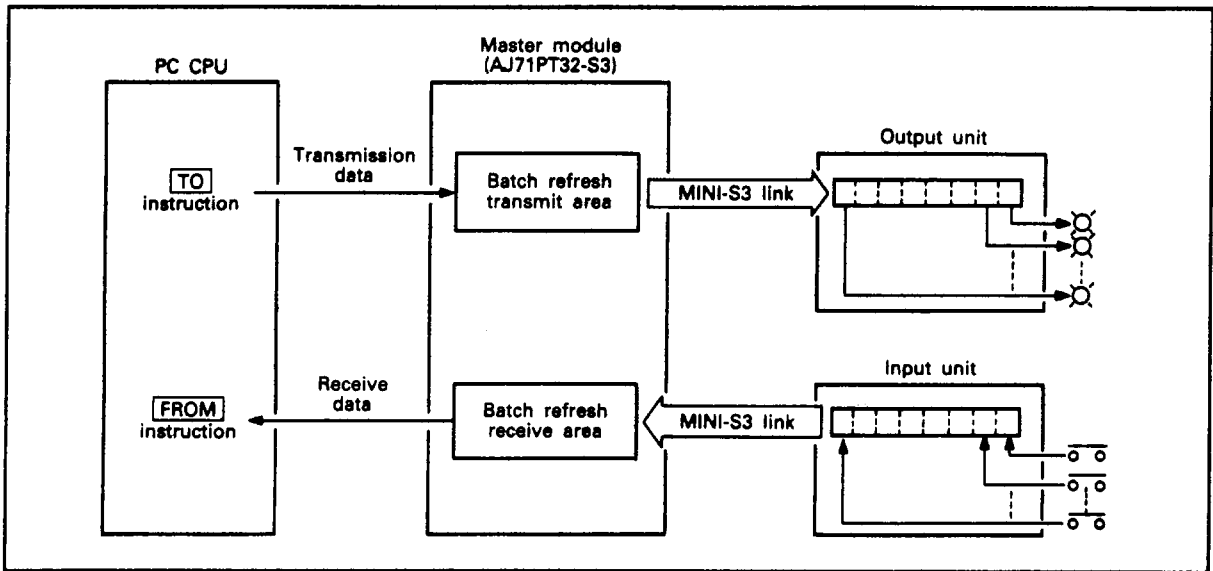 PC CPU
Master module
(AJ71PT32-S3)
TO
instruction
Transmission
data
Batch refresh
transmit area
MINI-S3 link
Output unit
FROM
instruction
Receive
data
Batch refresh
receive area
MINI-S3 link
Input unit